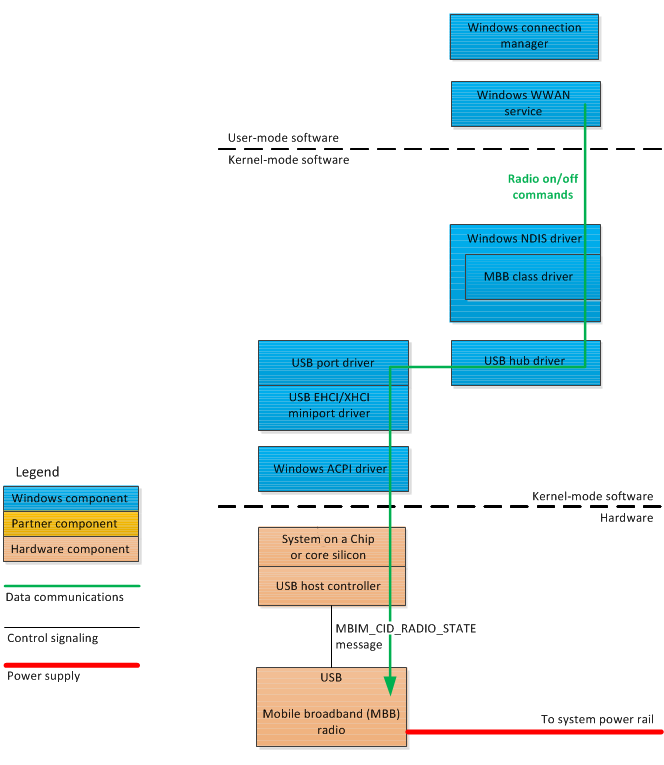 Windows connection
manager
Windows WWAN
service
User-mode software
Kernel-mode software
Radio on/off
commands
Windows NDIS driver
MBB class driver
USB port driver
USB hub driver
USB EHCI/XHCI
miniport driver
Windows ACPI driver
Legend
Windows component
Partner component
Hardware component
Data communications
Control signaling
Power supply
Kernel-mode software
Hardware
System on a Chip
or core silicon
USB host controller
MBIM_CID_RADIO_STATE
message
USB
Mobile broadband (MBB)
radio
To system power rail